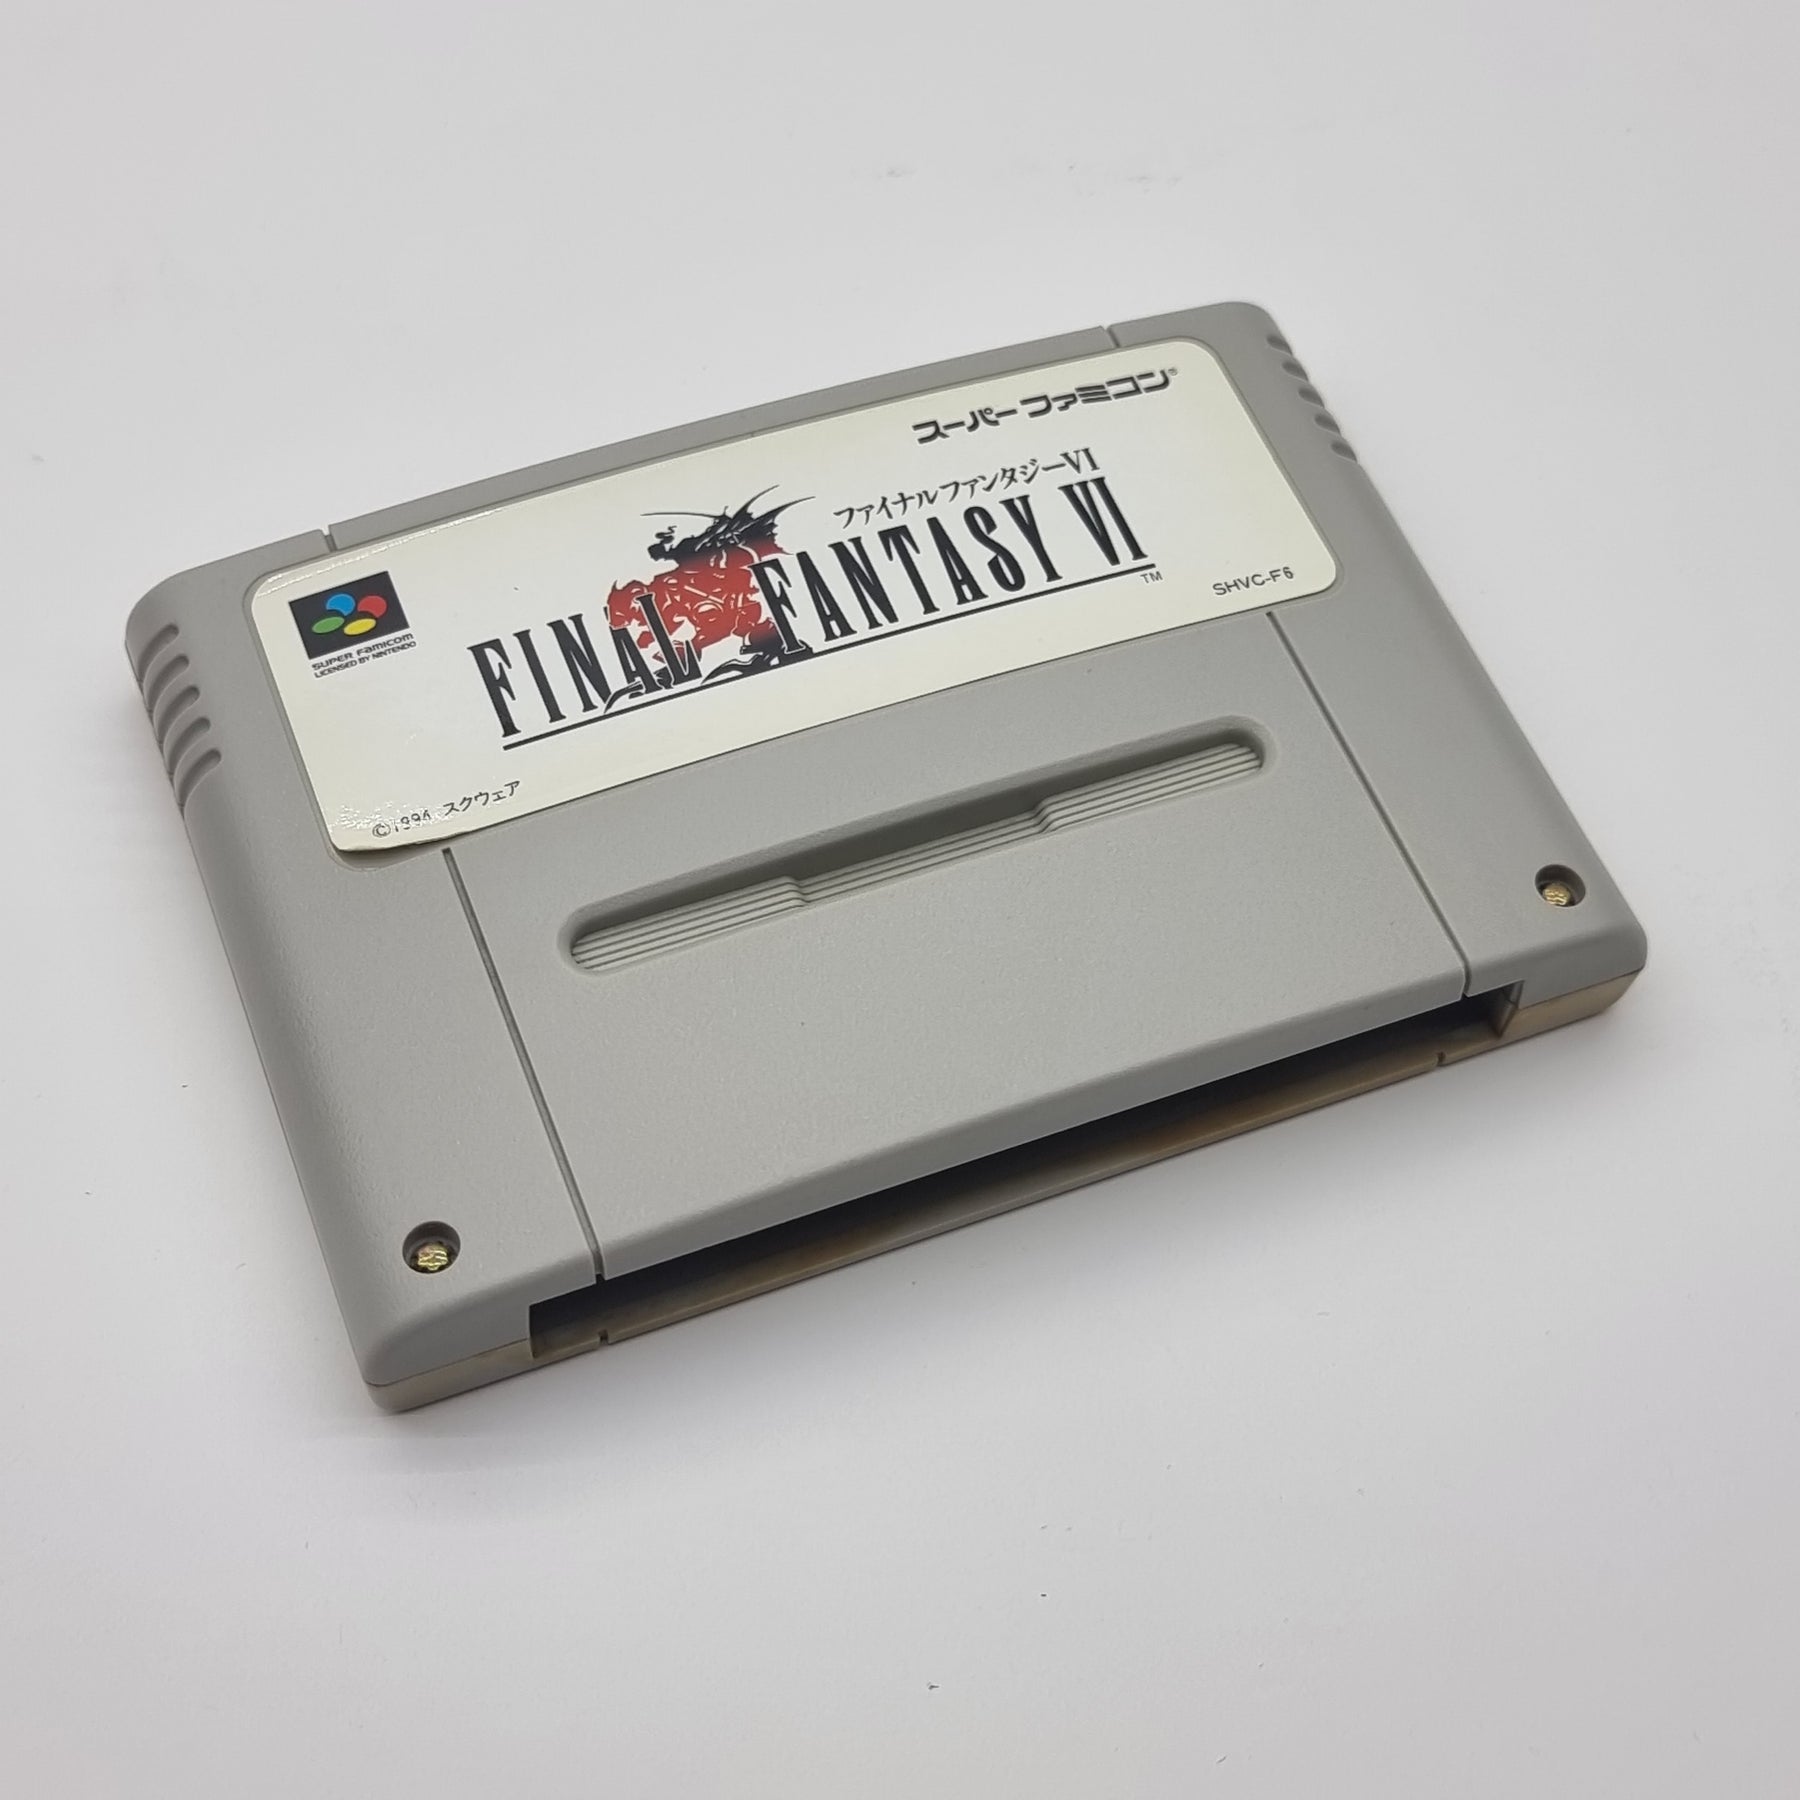 スーパーファミコン®
ファイナルファンタジーVI
FINAL FANTASY VI
TM
SHVC-F6
SUPER FAMICOM
LICENSED BY NINTENDO
©1994 スクウェア